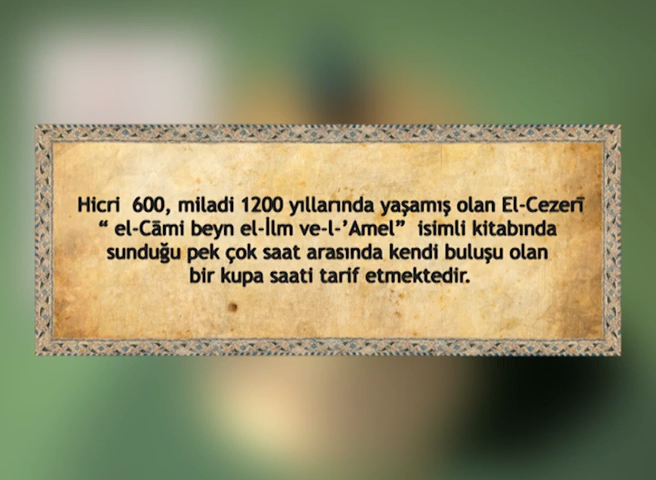 Hicri 600, miladi 1200 yıllarında yaşamış olan El-Cezerī
“ el-Cāmi beyn el-İlm ve-l-’Amel” isimli kitabında
sunduğu pek çok saat arasında kendi buluşu olan
bir kupa saati tarif etmektedir.